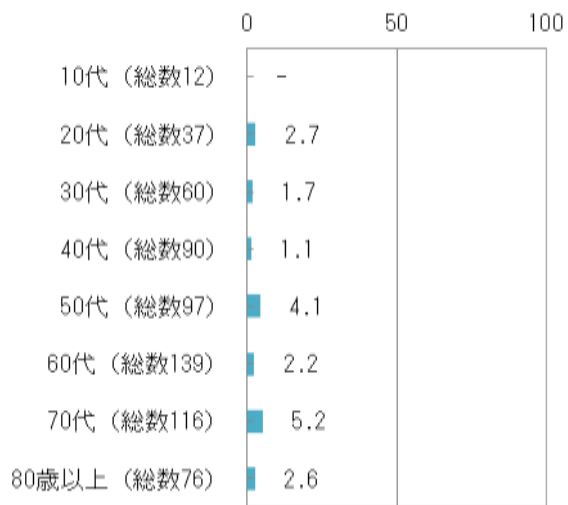 0 50 100
10代（総数12） -
20代（総数37） 2.7
30代（総数60） 1.7
40代（総数90） 1.1
50代（総数97） 4.1
60代（総数139） 2.2
70代（総数116） 5.2
80歳以上（総数76） 2.6